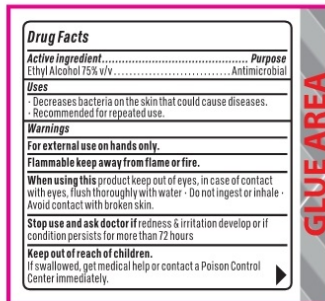 Drug Facts
Active ingredient................................................ Purpose
Ethyl Alcohol 75% v/v.............................. Antimicrobial
Uses
· Decreases bacteria on the skin that could cause diseases.
· Recommended for repeated use.
Warnings
For external use on hands only.
Flammable keep away from flame or fire.
When using this product keep out of eyes, in case of contact
with eyes, flush thoroughly with water · Do not ingest or inhale ·
Avoid contact with broken skin.
Stop use and ask doctor if redness & irritation develop or if
condition persists for more than 72 hours
Keep out of reach of children.
If swallowed, get medical help or contact a Poison Control
Center immediately.
GLUE AREA